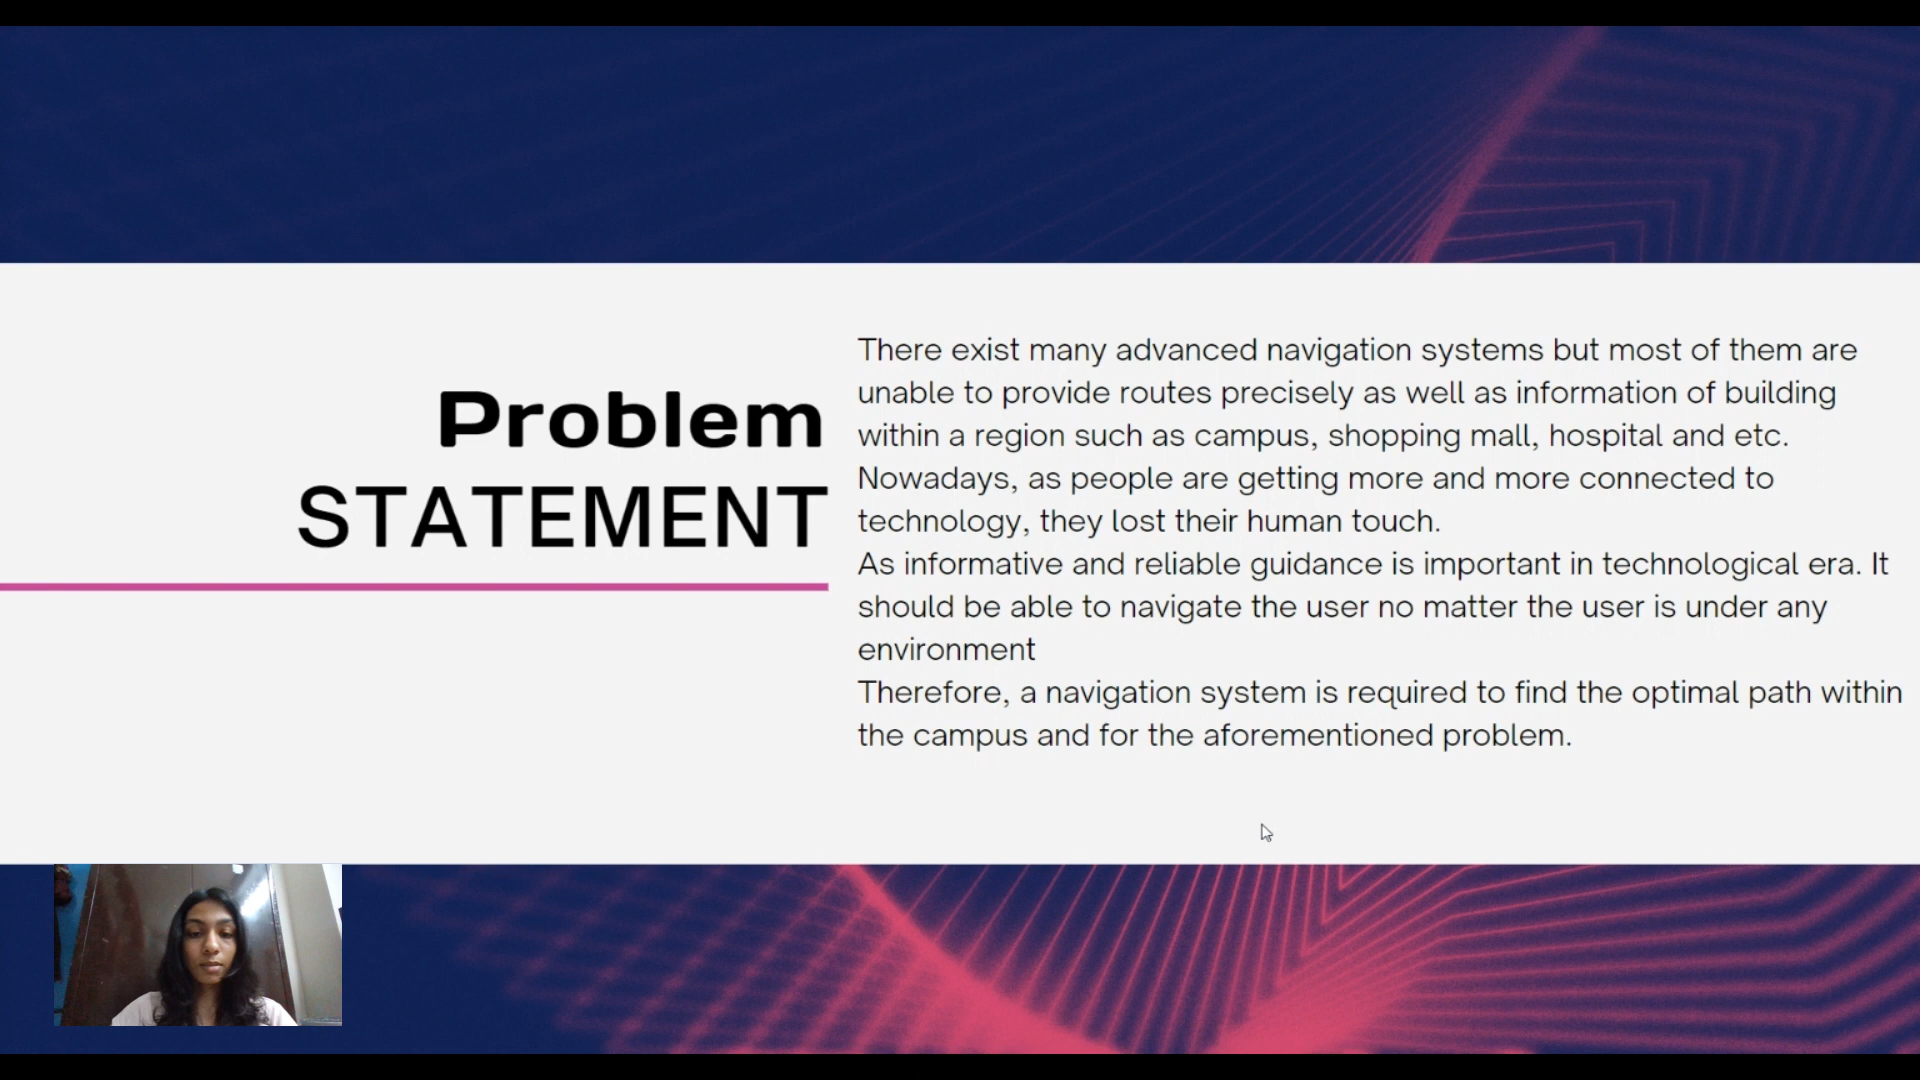 Problem
STATEMENT
There exist many advanced navigation systems but most of them are
unable to provide routes precisely as well as information of building
within a region such as campus, shopping mall, hospital and etc.
Nowadays, as people are getting more and more connected to
technology, they lost their human touch.
As informative and reliable guidance is important in technological era. It
should be able to navigate the user no matter the user is under any
environment
Therefore, a navigation system is required to find the optimal path within
the campus and for the aforementioned problem.